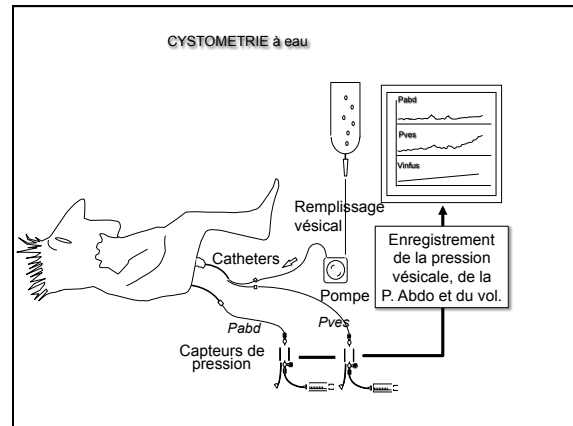 CYSTOMETRIE à eau
Pabd
Pves
Vinfus
Remplissage
vésical
Catheters
Pompe
Enregistrement
de la pression
vésicale, de la
P. Abdo et du vol.
Pabd
Pves
Capteurs de
pression